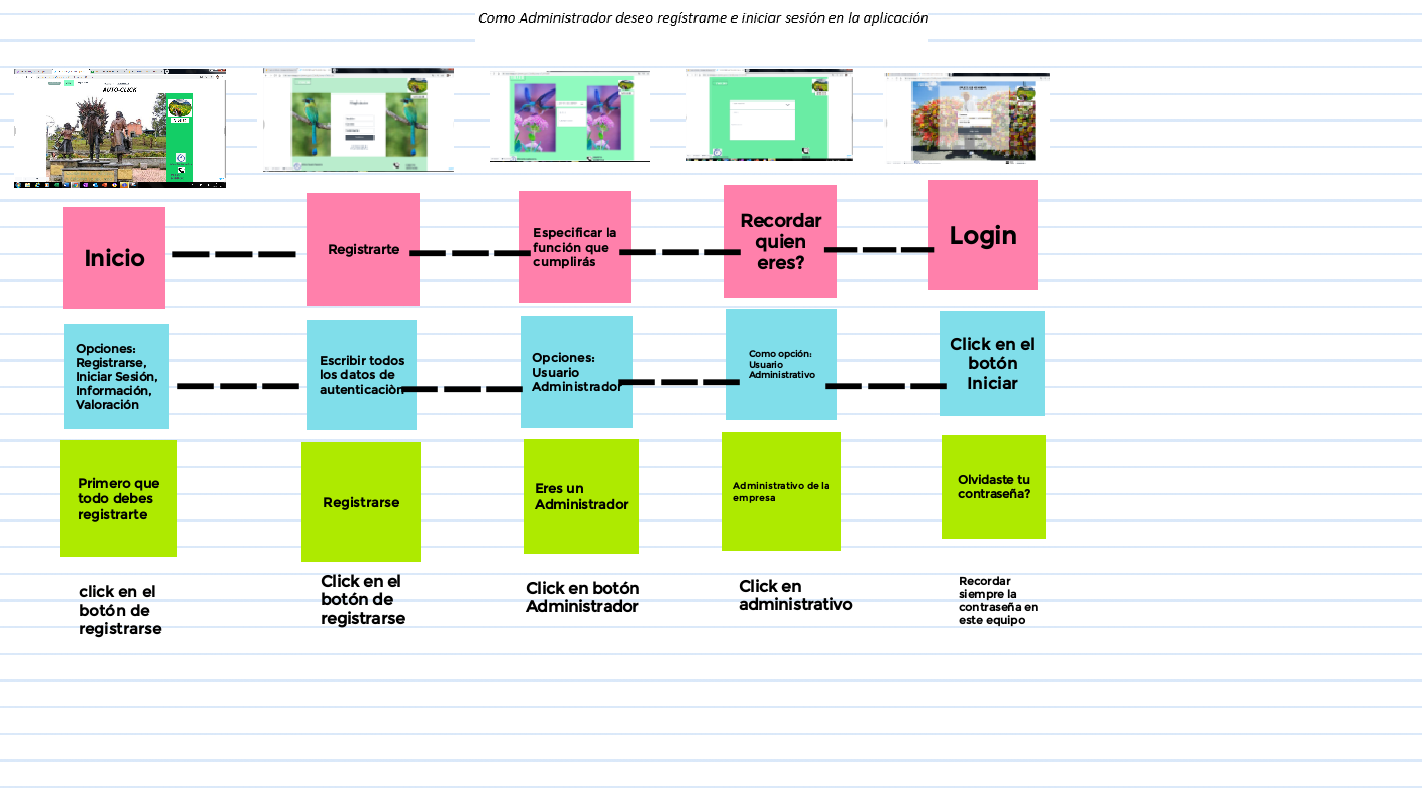 Como Administrador deseo regístrame e iniciar sesión en la aplicación
AUTO-CLICK
Inicio
Registrarte
Especificar la
función que
cumplirás
Recordar
quien
eres?
Login
Opciones:
Registrarse,
Iniciar Sesión,
Información,
Valoración
Escribir todos
los datos de
autenticaciòn
Opciones:
Usuario
Administrador
Como opción:
Usuario
Administrativo
Click en el
botón
Iniciar
Primero que
todo debes
registrarte
Registrarse
Eres un
Administrador
Administrativo de la
empresa
Olvidaste tu
contraseña?
click en el
botón de
registrarse
Click en el
botón de
registrarse
Click en botón
Administrador
Click en
administrativo
Recordar
siempre la
contraseña en
este equipo